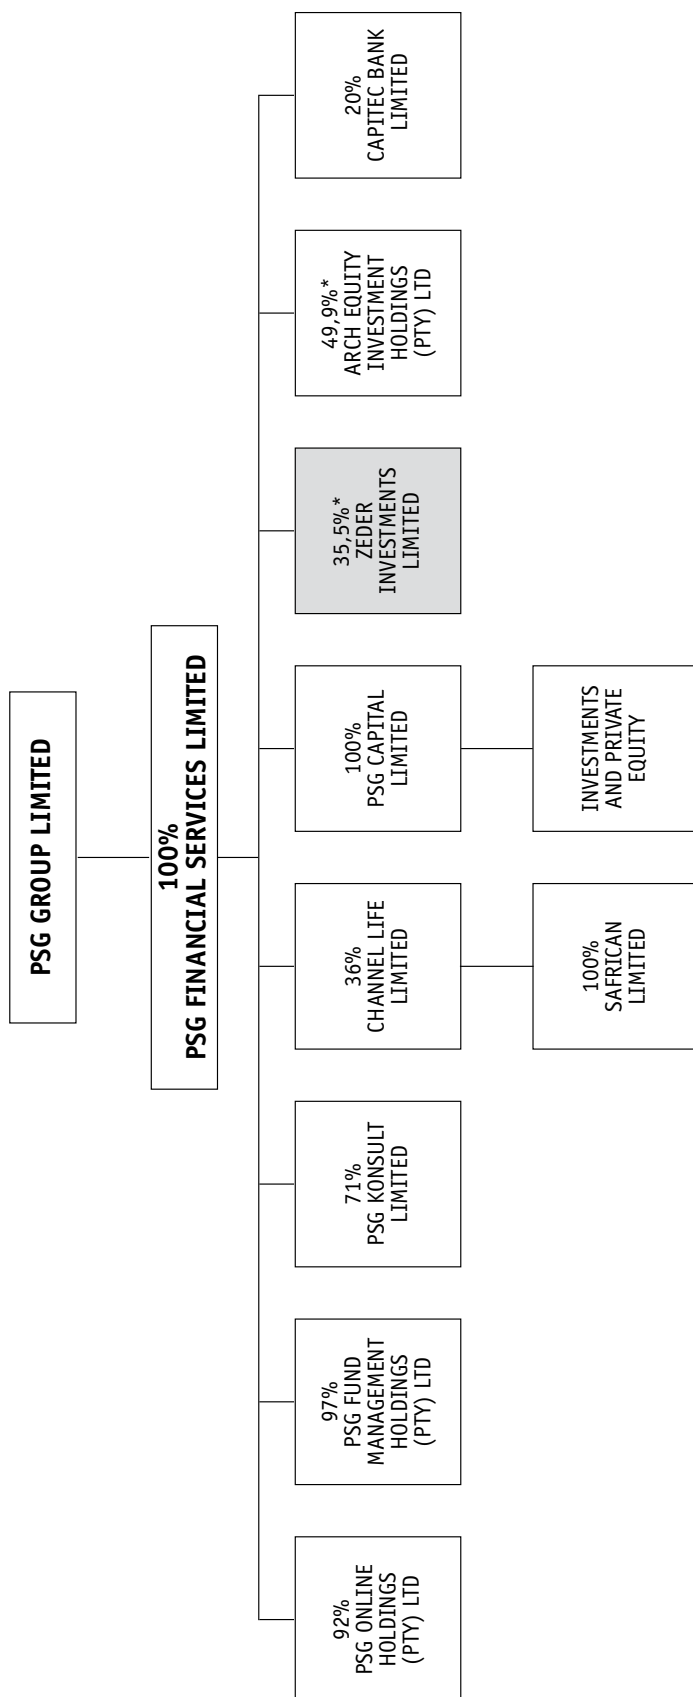 PSG GROUP LIMITED
100%
PSG FINANCIAL SERVICES LIMITED
92%
PSG ONLINE
HOLDINGS
(PTY) LTD
97%
PSG FUND
MANAGEMENT
HOLDINGS
(PTY) LTD
71%
PSG KONSULT
LIMITED
36%
CHANNEL LIFE
LIMITED
100%
PSG CAPITAL
LIMITED
35,5%*
ZEDER
INVESTMENTS
LIMITED
49,9%*
ARCH EQUITY
INVESTMENT
HOLDINGS
(PTY) LTD
20%
CAPITEC BANK
LIMITED
100%
SAFRICAN
LIMITED
INVESTMENTS
AND PRIVATE
EQUITY